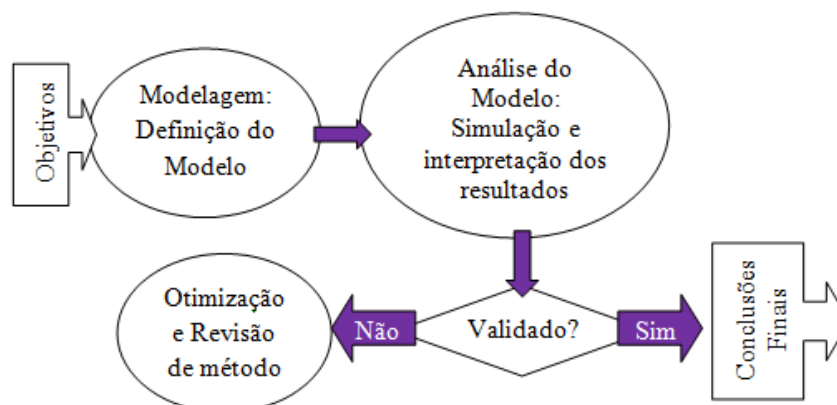 Objetivos
Modelagem:
Definição do
Modelo
Análise do
Modelo:
Simulação e
interpretação dos
resultados
Otimização
e Revisão
de método
Não
Validado?
Sim
Conclusões
Finais